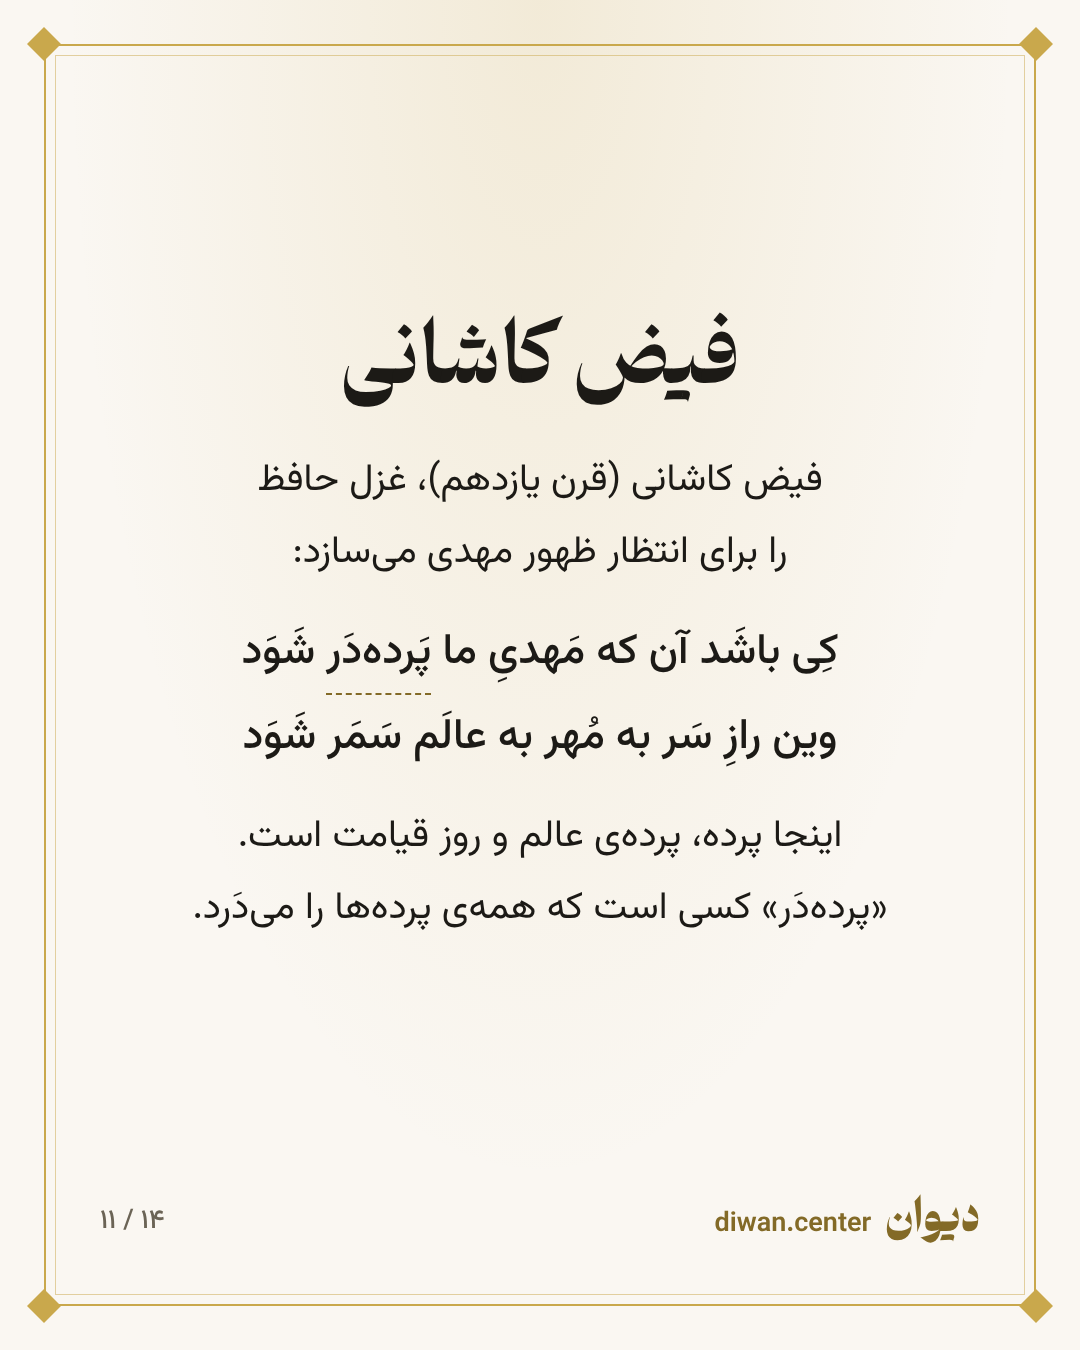 فیض کاشانی
فیض کاشانی (قرن یازدهم)، غزل حافظ
را برای انتظار ظهور مهدی می‌سازد:
کِی باشَد آن که مَهدیِ ما پَرده‌دَر شَوَد
وین رازِ سَر به مُهر به عالَم سَمَر شَوَد
اینجا پرده، پرده‌ی عالم و روز قیامت است.
«پرده‌دَر» کسی است که همه‌ی پرده‌ها را می‌دَرد.
دیوان diwan.center
۱۱ / ۱۴